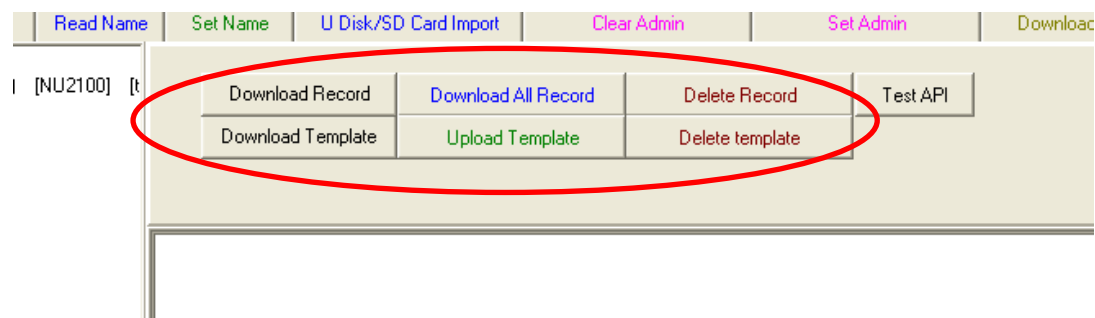 Read Name Set Name U Disk/SD Card Import Clear Admin Set Admin Download
[NU2100] [t
Download Record Download All Record Delete Record Test API
Download Template Upload Template Delete template